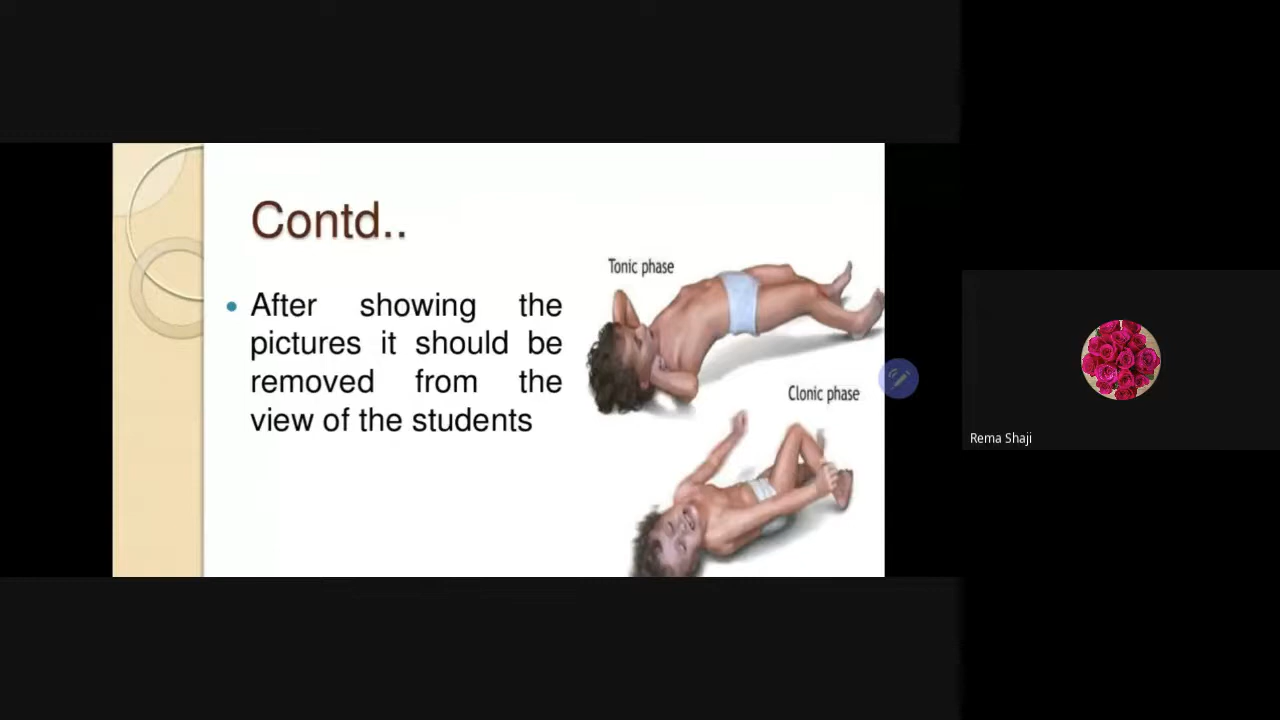 Contd..
Tonic phase
• After showing the
pictures it should be
removed from the
view of the students
Clonic phase
Rema Shaji